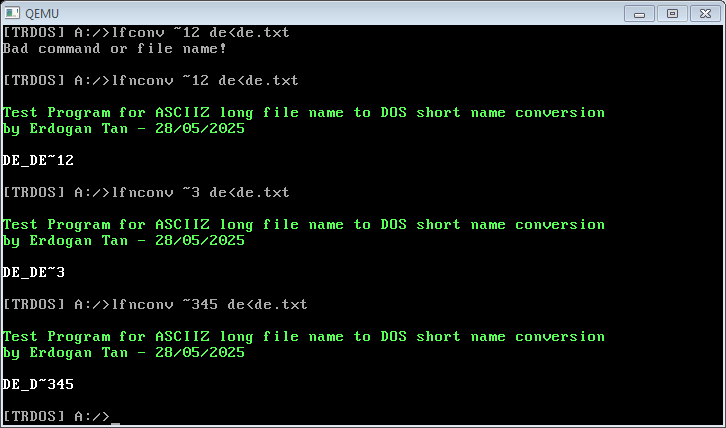 QEMU
[TRDOS] A:/>lfconv ~12 de<de.txt
Bad command or file name!
[TRDOS] A:/>lfnconv ~12 de<de.txt
Test Program for ASCIIZ long file name to DOS short name conversion
by Erdogan Tan - 28/05/2025
DE_DE~12
[TRDOS] A:/>lfnconv ~3 de<de.txt
Test Program for ASCIIZ long file name to DOS short name conversion
by Erdogan Tan - 28/05/2025
DE_DE~3
[TRDOS] A:/>lfnconv ~345 de<de.txt
Test Program for ASCIIZ long file name to DOS short name conversion
by Erdogan Tan - 28/05/2025
DE_D~345
[TRDOS] A:/>_